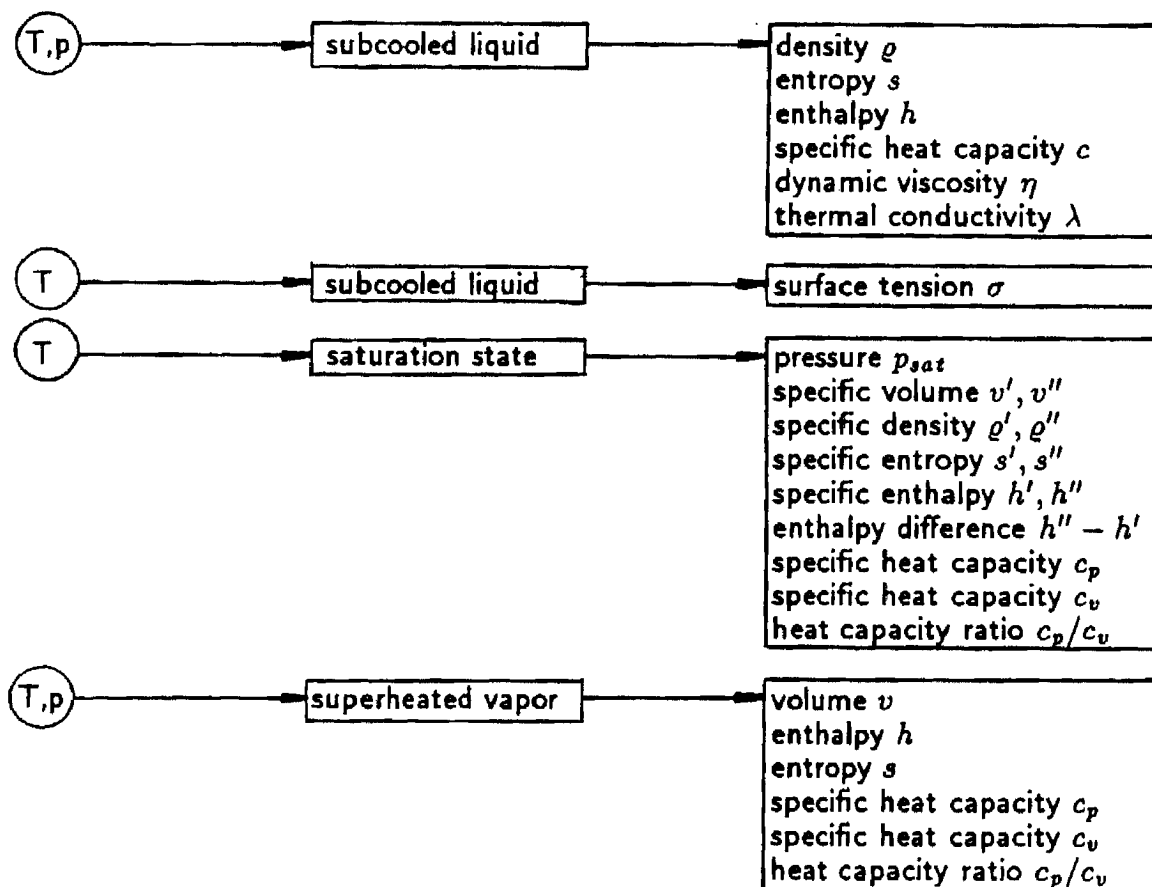 T,p
subcooled liquid
density ϱ
entropy s
enthalpy h
specific heat capacity c
dynamic viscosity η
thermal conductivity λ
T
subcooled liquid
surface tension σ
T
saturation state
pressure p_sat
specific volume v′, v″
specific density ϱ′, ϱ″
specific entropy s′, s″
specific enthalpy h′, h″
enthalpy difference h″ − h′
specific heat capacity c_p
specific heat capacity c_v
heat capacity ratio c_p/c_v
T,p
superheated vapor
volume v
enthalpy h
entropy s
specific heat capacity c_p
specific heat capacity c_v
heat capacity ratio c_p/c_v